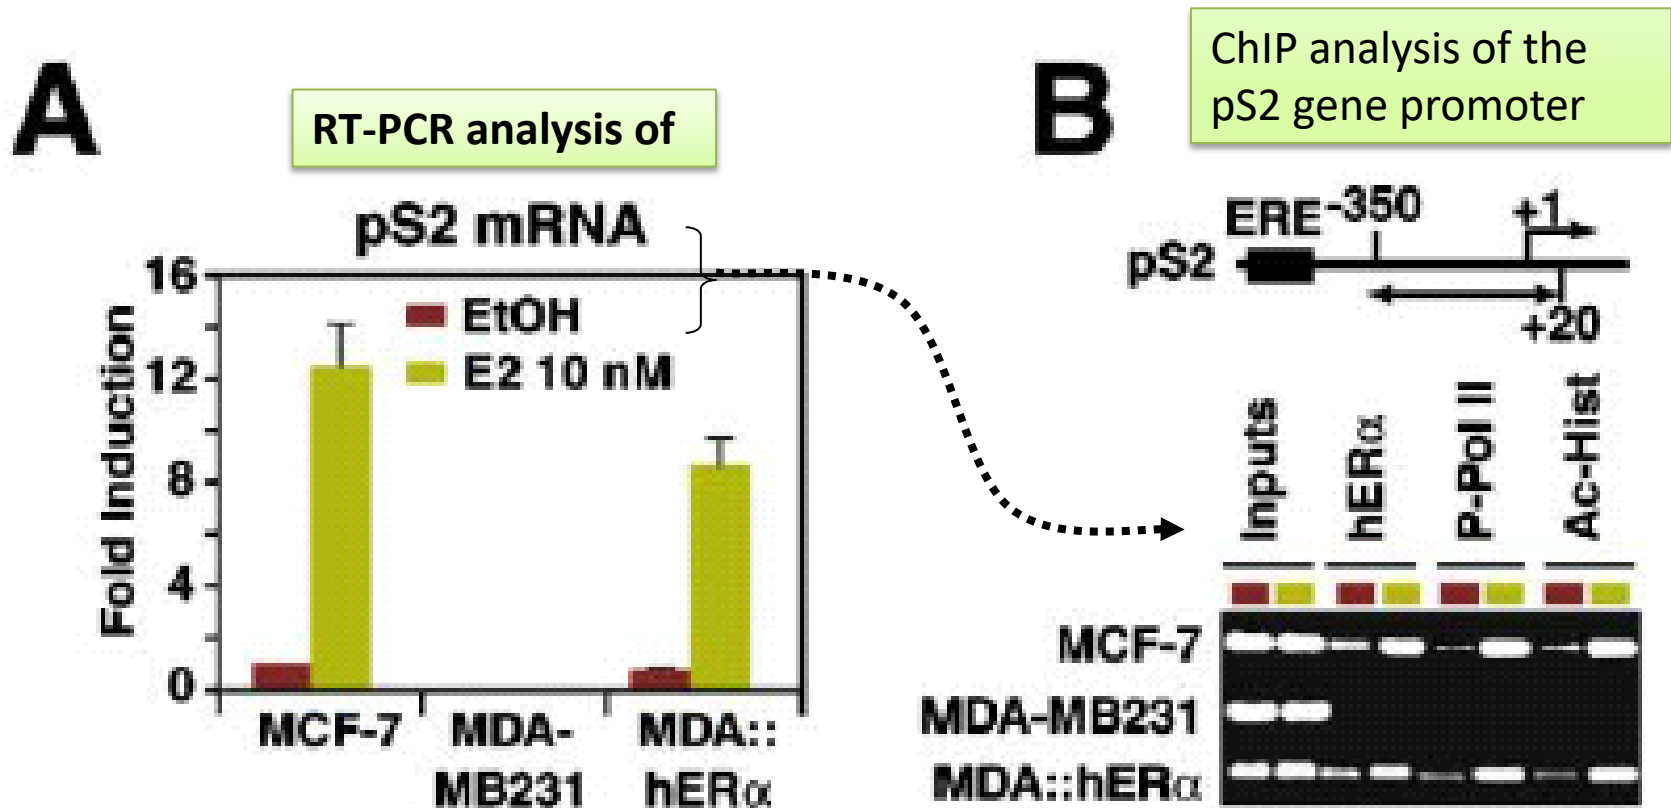 A
RT-PCR analysis of
pS2 mRNA
16
12
8
4
0
Fold Induction
EtOH
E2 10 nM
MCF-7
MDA-
MB231
MDA::
hERα
B
ChIP analysis of the
pS2 gene promoter
ERE
-350
+1
pS2
+20
Inputs
hERα
P-Pol II
Ac-Hist
MCF-7
MDA-MB231
MDA::hERα